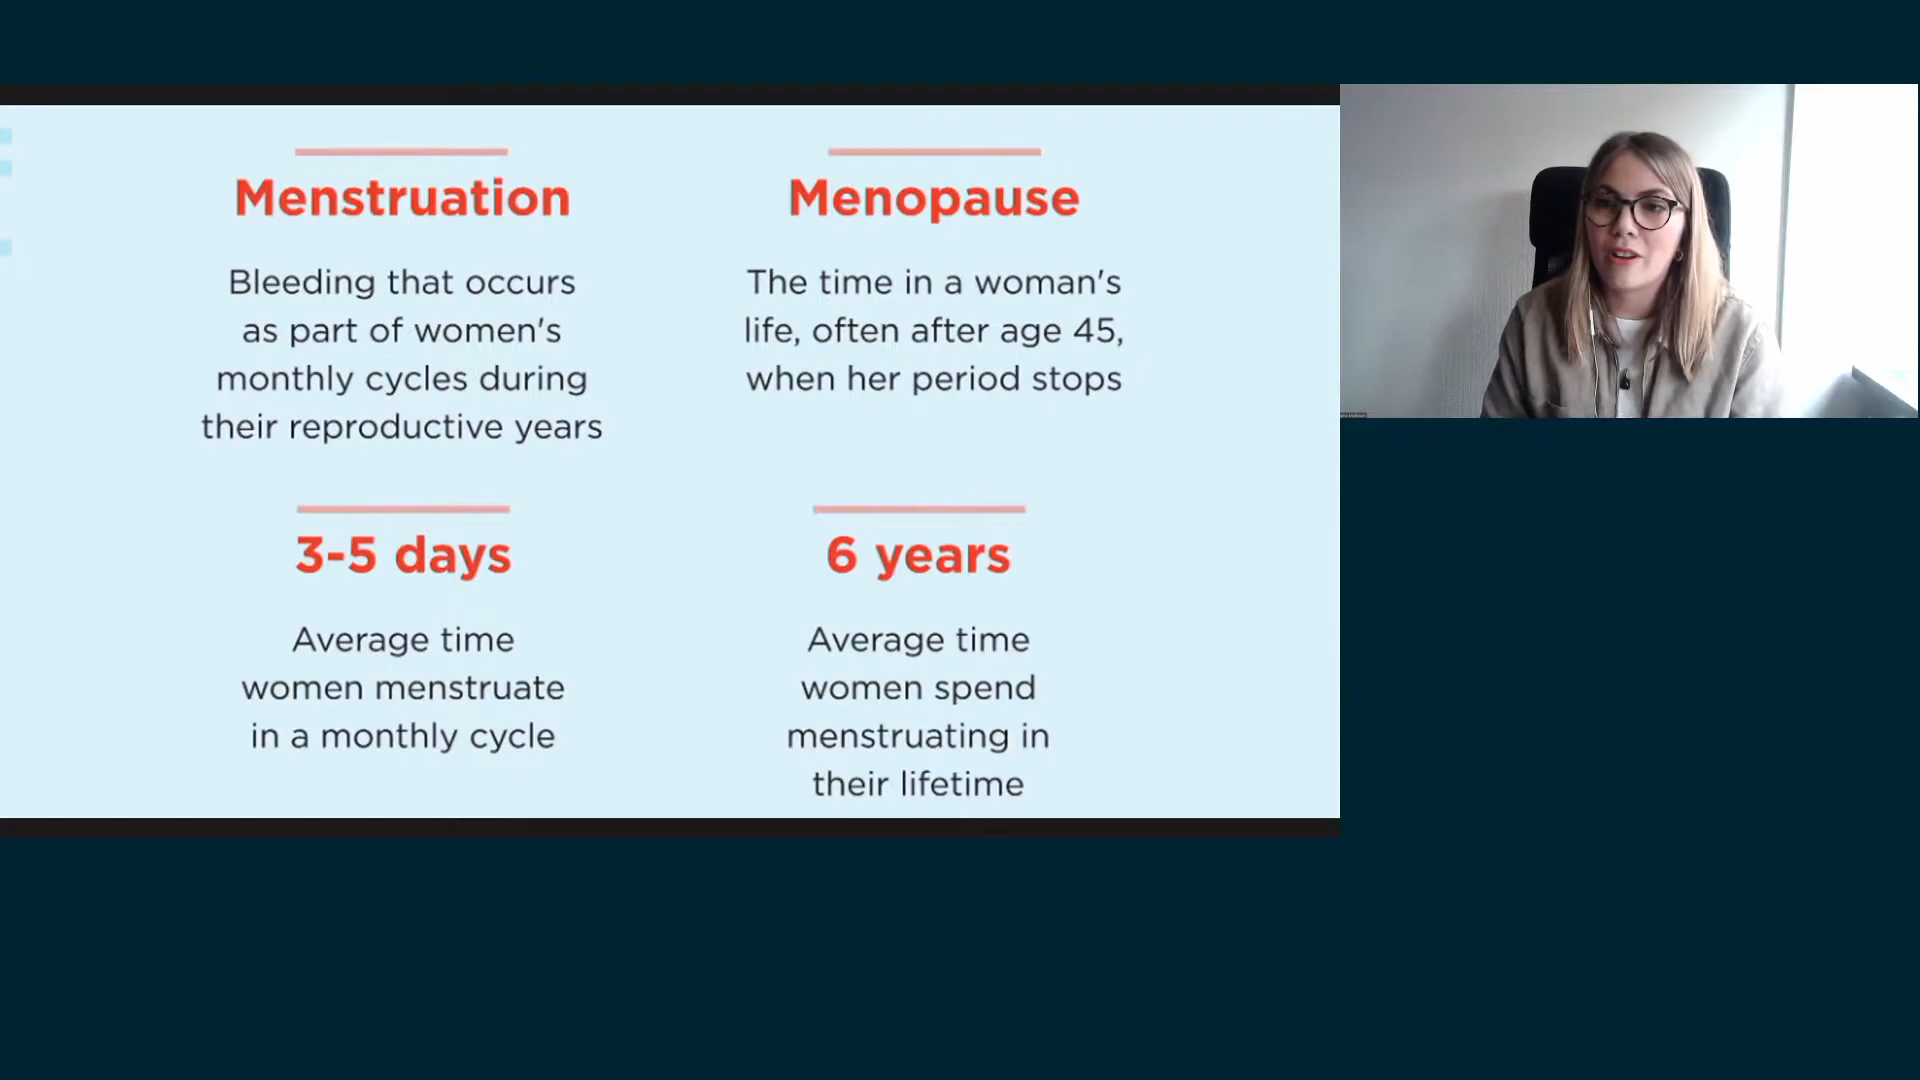 Menstruation
Bleeding that occurs
as part of women's
monthly cycles during
their reproductive years
Menopause
The time in a woman's
life, often after age 45,
when her period stops
3-5 days
Average time
women menstruate
in a monthly cycle
6 years
Average time
women spend
menstruating in
their lifetime